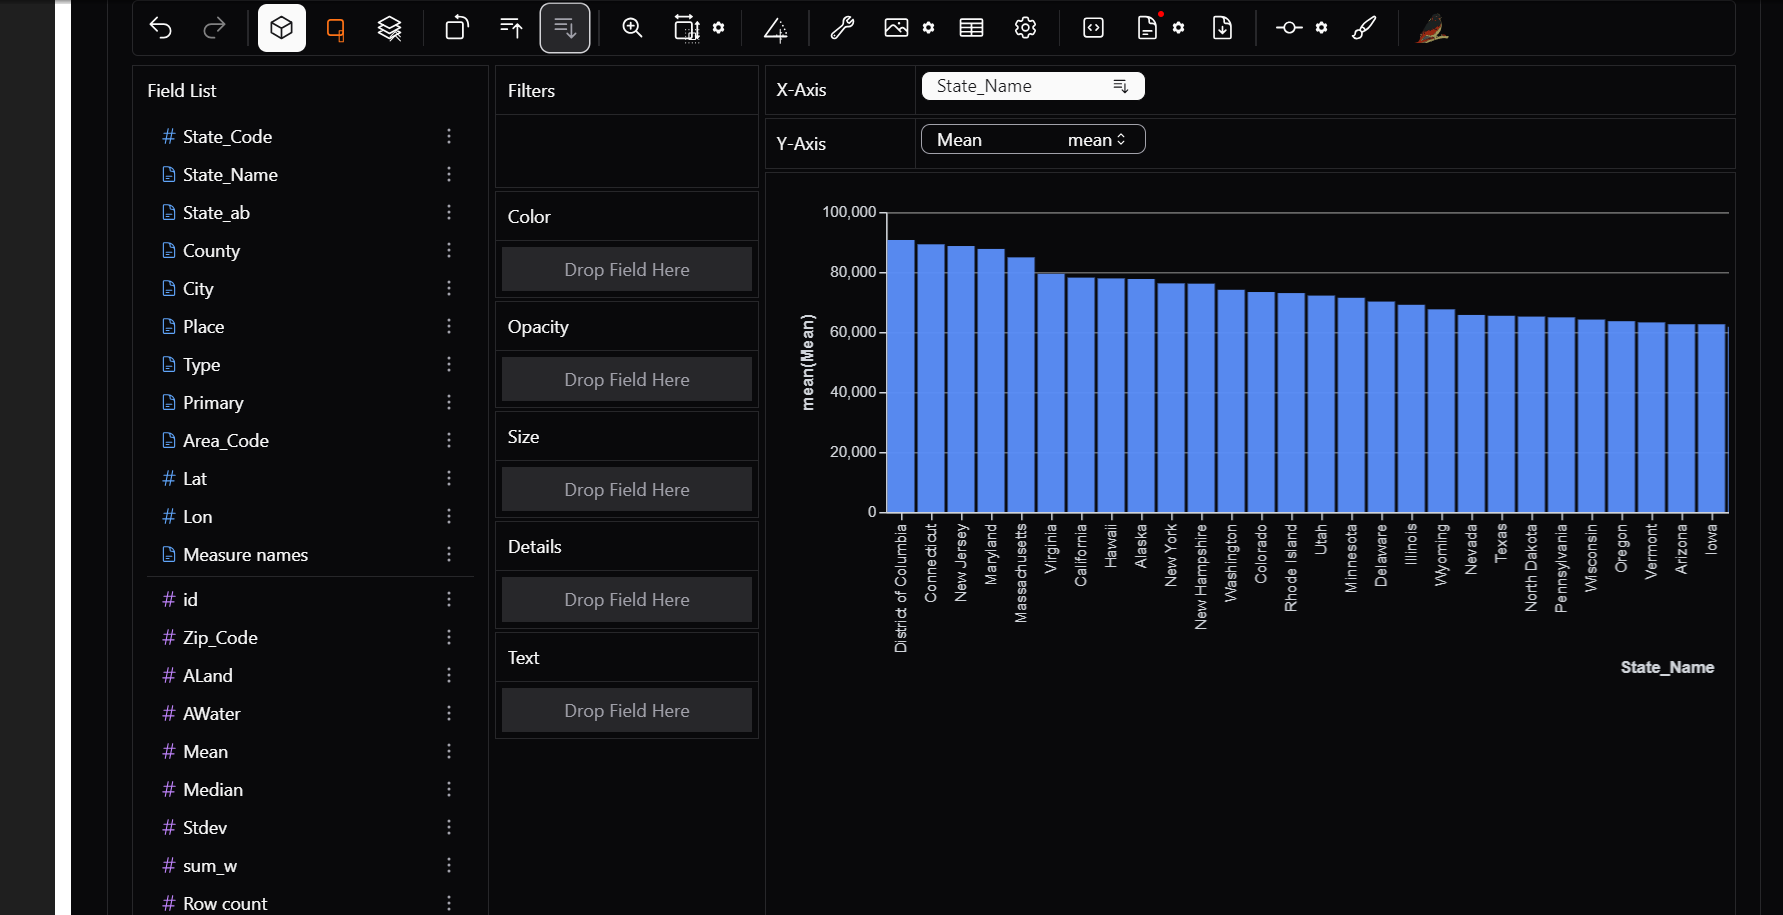 Field List
State_Code
State_Name
State_ab
County
City
Place
Type
Primary
Area_Code
Lat
Lon
Measure names
id
Zip_Code
ALand
AWater
Mean
Median
Stdev
sum_w
Row count
Filters
Color
Drop Field Here
Opacity
Drop Field Here
Size
Drop Field Here
Details
Drop Field Here
Text
Drop Field Here
X-Axis
State_Name
Y-Axis
Mean mean
mean(Mean)
100,000
80,000
60,000
40,000
20,000
0
District of Columbia
Connecticut
New Jersey
Maryland
Massachusetts
Virginia
California
Hawaii
Alaska
New York
New Hampshire
Washington
Colorado
Rhode Island
Utah
Minnesota
Delaware
Illinois
Wyoming
Nevada
Texas
North Dakota
Pennsylvania
Wisconsin
Oregon
Vermont
Arizona
Iowa
State_Name